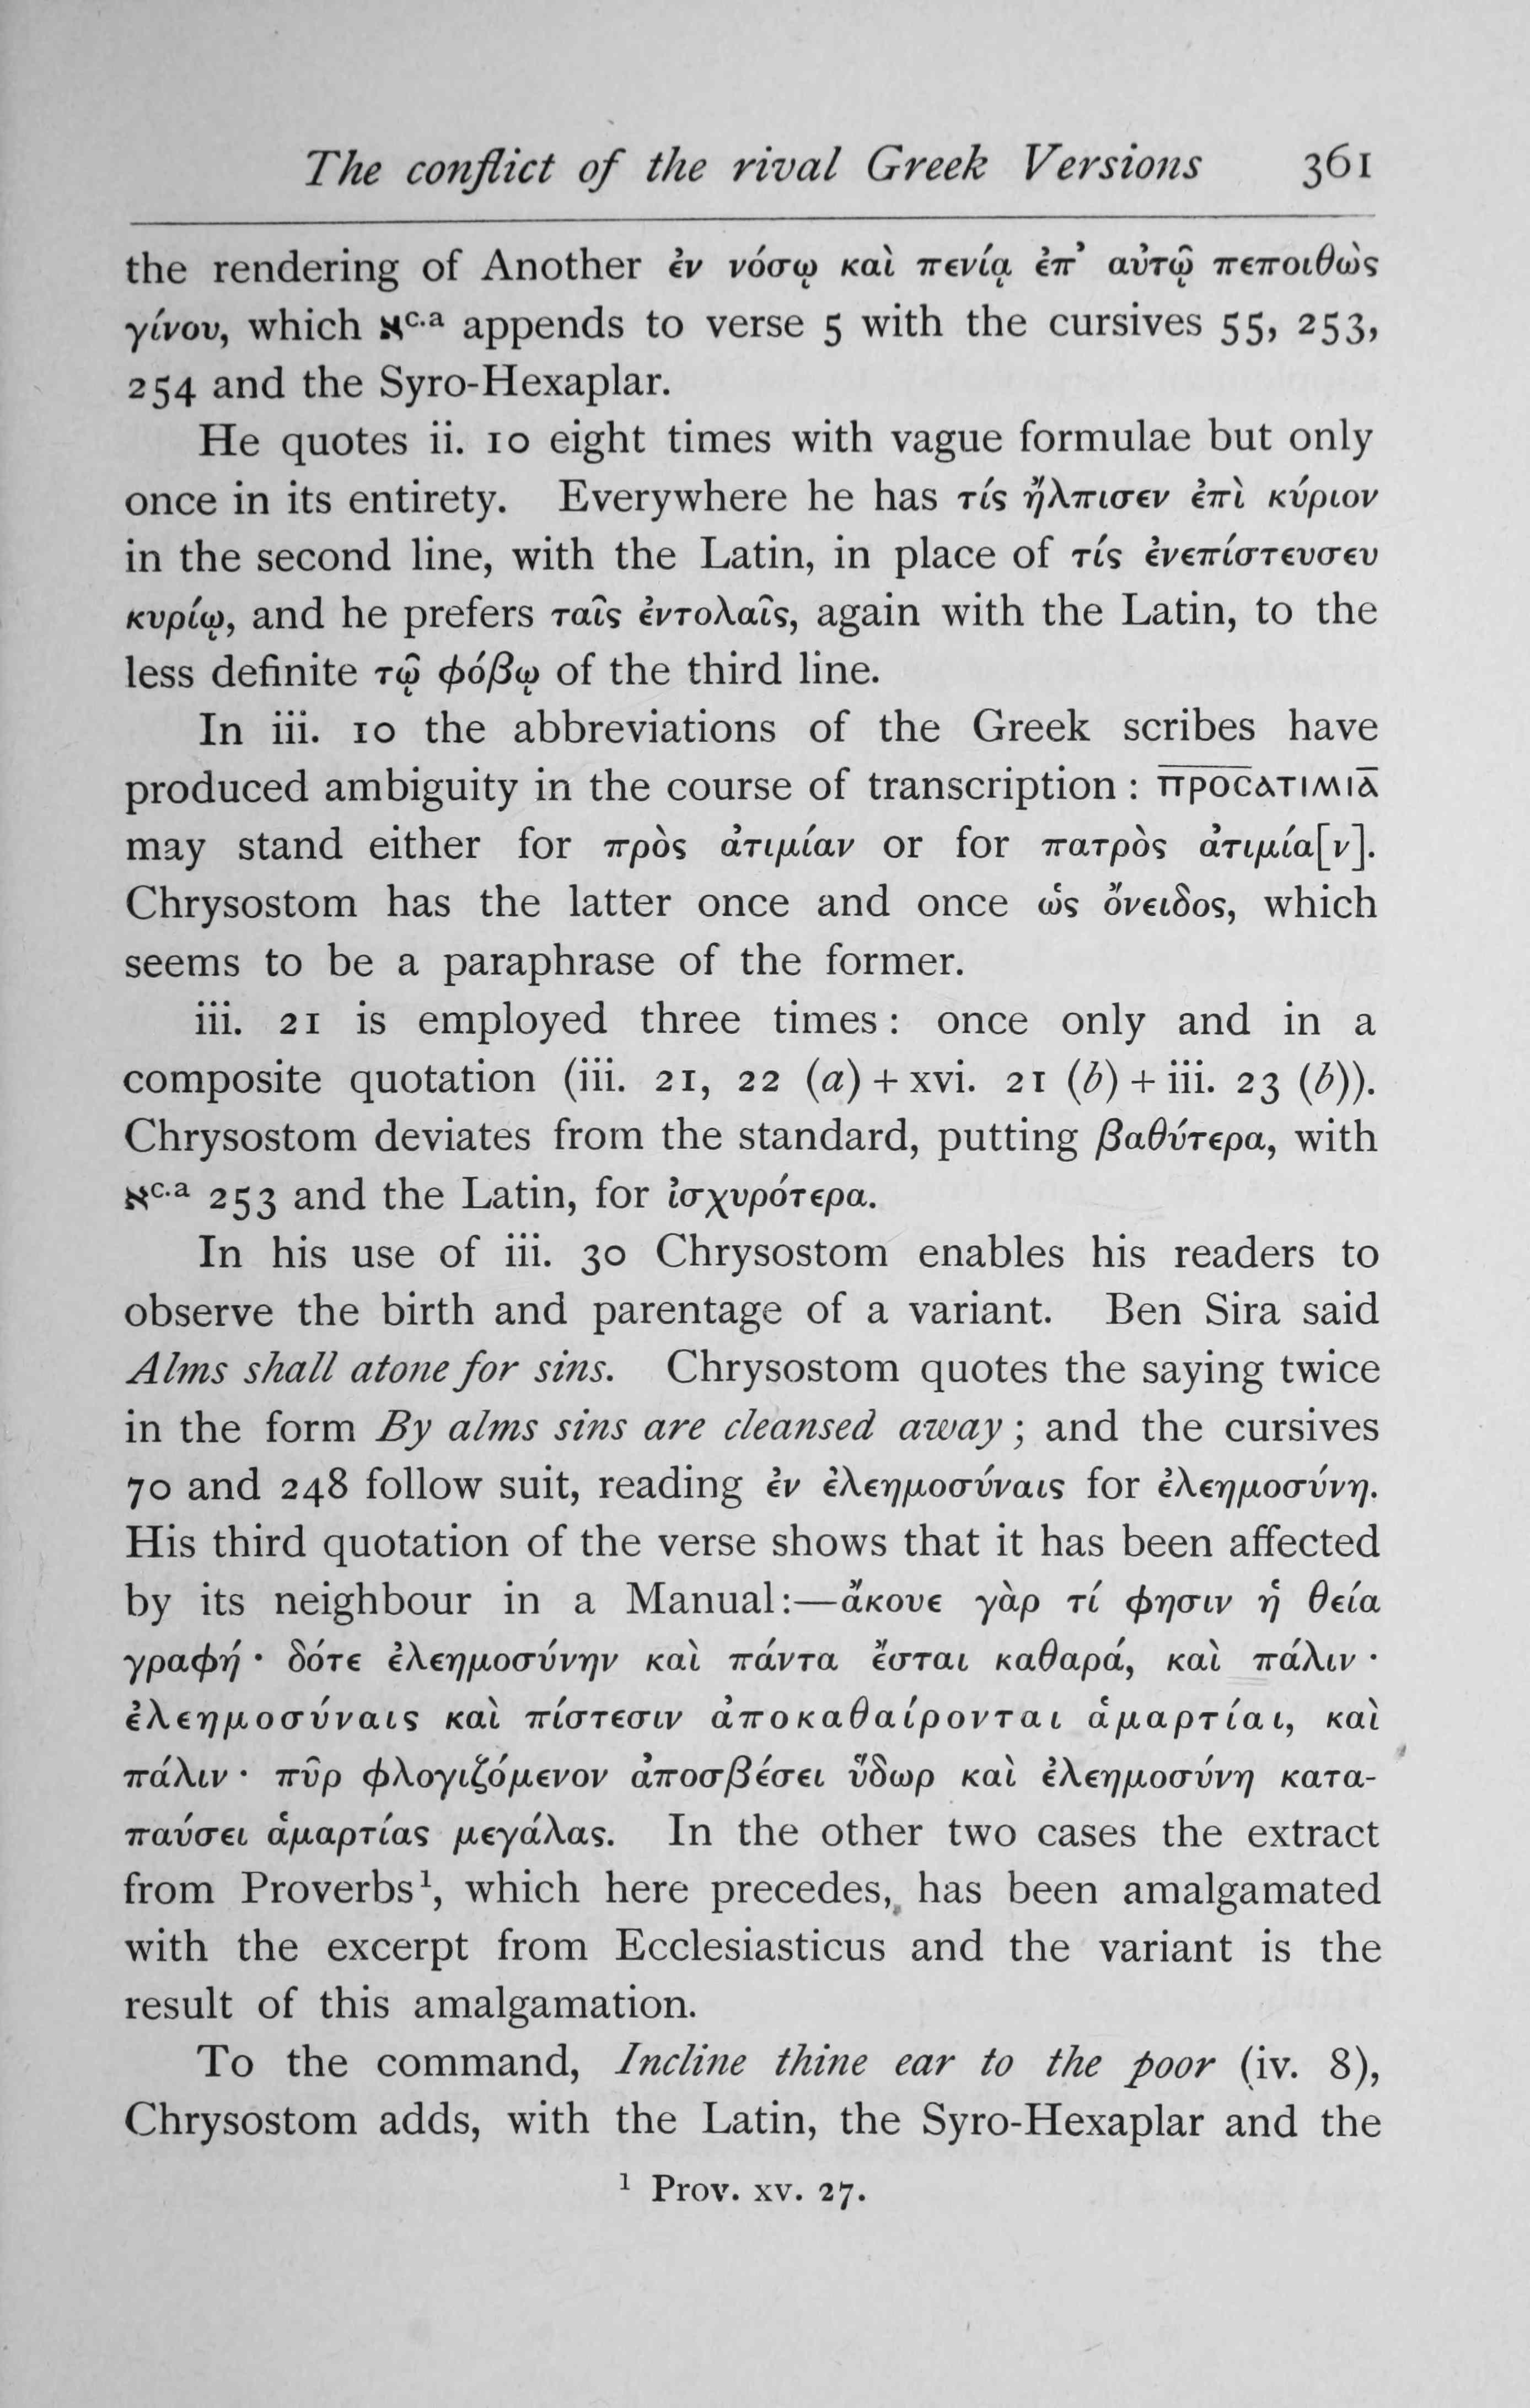 The conflict of the rival Greek Versions 361
the rendering of Another ἐν νόσῳ καὶ πενίᾳ ἐπ’ αὐτῷ πεποιθὼς
γίνου, which ℵc.a appends to verse 5 with the cursives 55, 253,
254 and the Syro-Hexaplar.
He quotes ii. 10 eight times with vague formulae but only
once in its entirety. Everywhere he has τίς ἤλπισεν ἐπὶ κύριον
in the second line, with the Latin, in place of τίς ἐνεπίστευσεν
κυρίῳ, and he prefers ταῖς ἐντολαῖς, again with the Latin, to the
less definite τῷ φόβῳ of the third line.
In iii. 10 the abbreviations of the Greek scribes have
produced ambiguity in the course of transcription : π̅ρ̅ο̅ϲ̅ατιμια̅
may stand either for πρὸς ἀτιμίαν or for πατρὸς ἀτιμία[ν].
Chrysostom has the latter once and once ὡς ὄνειδος, which
seems to be a paraphrase of the former.
iii. 21 is employed three times : once only and in a
composite quotation (iii. 21, 22 (a) + xvi. 21 (b) + iii. 23 (b)).
Chrysostom deviates from the standard, putting βαθύτερα, with
ℵc.a 253 and the Latin, for ἰσχυρότερα.
In his use of iii. 30 Chrysostom enables his readers to
observe the birth and parentage of a variant. Ben Sira said
Alms shall atone for sins. Chrysostom quotes the saying twice
in the form By alms sins are cleansed away ; and the cursives
70 and 248 follow suit, reading ἐν ἐλεημοσύναις for ἐλεημοσύνη.
His third quotation of the verse shows that it has been affected
by its neighbour in a Manual:—ἄκουε γὰρ τί φησιν ἡ θεία
γραφή · δότε ἐλεημοσύνην καὶ πάντα ἔσται καθαρά, καὶ πάλιν ·
ἐλεημοσύναις καὶ πίστεσιν ἀποκαθαίρονται ἁμαρτίαι, καὶ
πάλιν · πῦρ φλογιζόμενον ἀποσβέσει ὕδωρ καὶ ἐλεημοσύνη κατα-
παύσει ἁμαρτίας μεγάλας. In the other two cases the extract
from Proverbs¹, which here precedes, has been amalgamated
with the excerpt from Ecclesiasticus and the variant is the
result of this amalgamation.
To the command, Incline thine ear to the poor (iv. 8),
Chrysostom adds, with the Latin, the Syro-Hexaplar and the
¹ Prov. xv. 27.